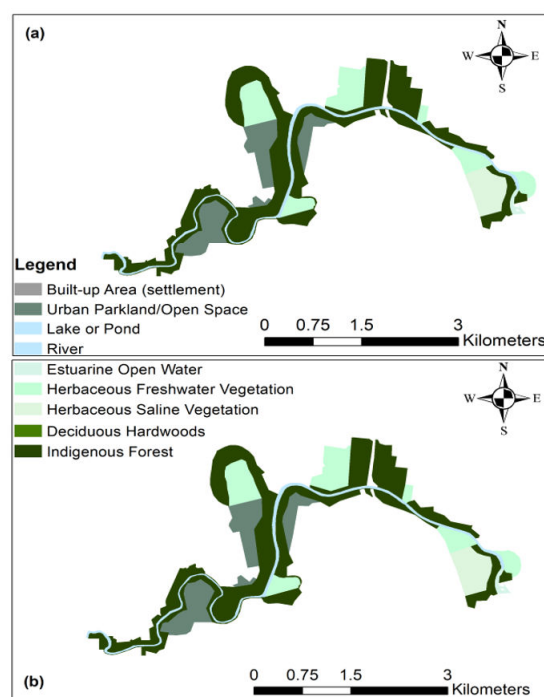 (a)
N
W E
S
Legend
Built-up Area (settlement)
Urban Parkland/Open Space
Lake or Pond
River
0 0.75 1.5 3
Kilometers
Estuarine Open Water
Herbaceous Freshwater Vegetation
Herbaceous Saline Vegetation
Deciduous Hardwoods
Indigenous Forest
N
W E
S
0 0.75 1.5 3
Kilometers
(b)